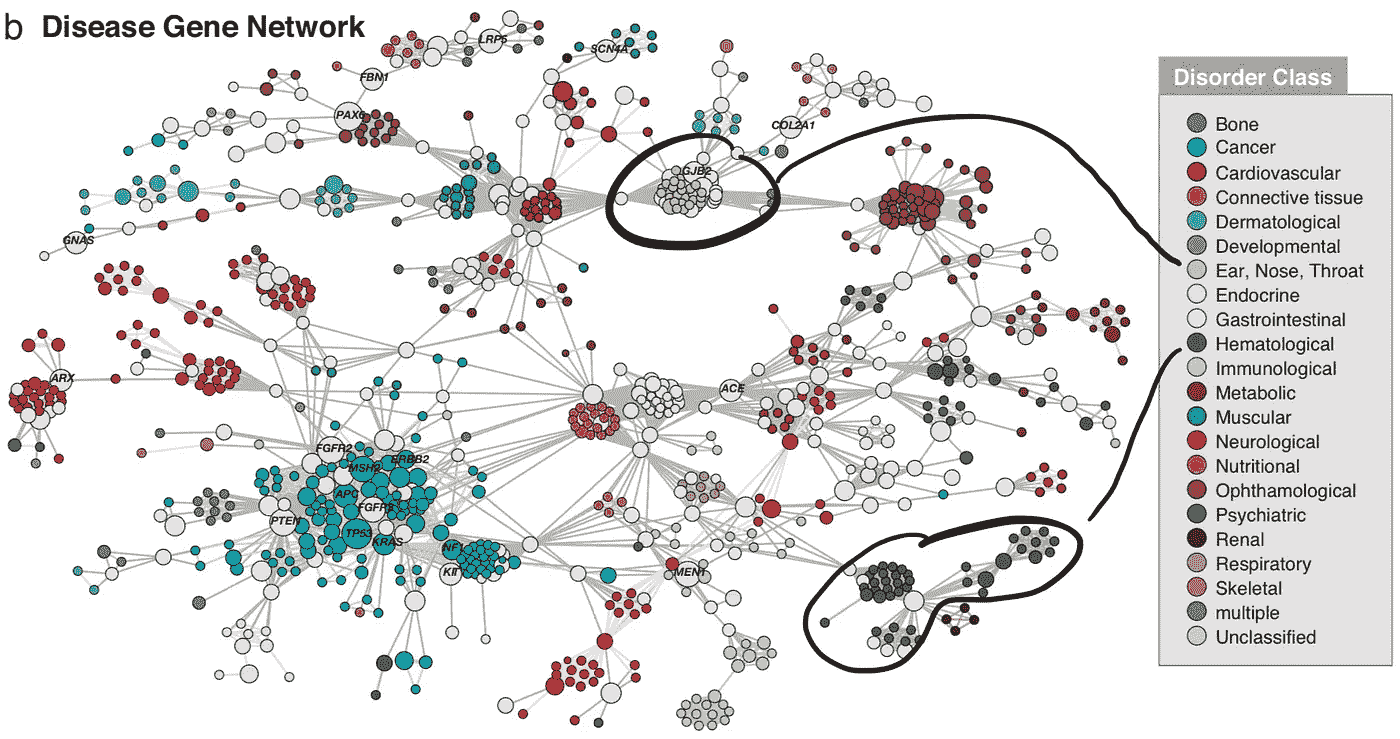 b Disease Gene Network
LRP5
SCN4A
FBN1
PAX6
COL2A1
GJB2
GNAS
ARX
ACE
FGFR2
ERBB2
MSH2
APC
FGFR3
PTEN
TP53
KRAS
NF1
KIT
MEN1
Disorder Class
Bone
Cancer
Cardiovascular
Connective tissue
Dermatological
Developmental
Ear, Nose, Throat
Endocrine
Gastrointestinal
Hematological
Immunological
Metabolic
Muscular
Neurological
Nutritional
Ophthamological
Psychiatric
Renal
Respiratory
Skeletal
multiple
Unclassified